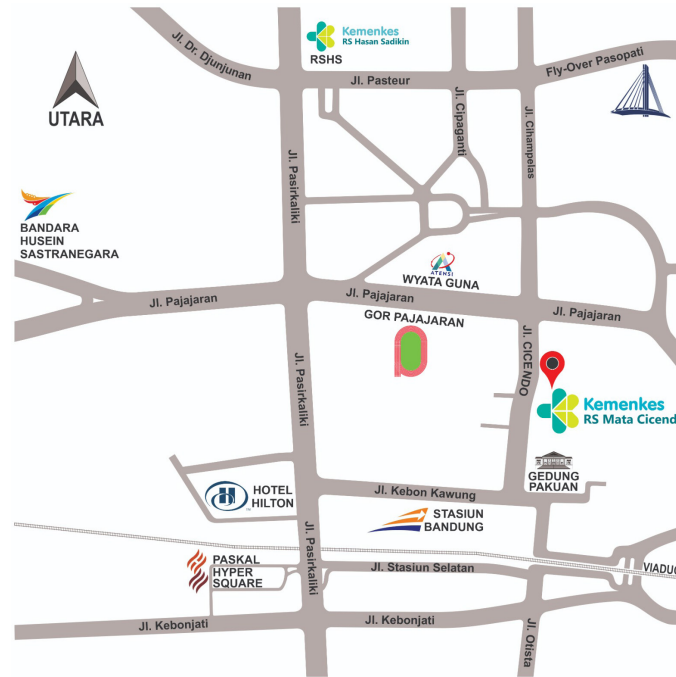 Kemenkes
RS Hasan Sadikin
RSHS
Jl. Dr. Djunjunan
Jl. Pasteur
Fly-Over Pasopati
UTARA
Jl. Cipaganti
Jl. Cihampelas
Jl. Pasirkaliki
BANDARA
HUSEIN
SASTRANEGARA
ATENSI
WYATA GUNA
Jl. Pajajaran
Jl. Pajajaran
Jl. Pajajaran
GOR PAJAJARAN
Jl. CICENDO
Jl. Pasirkaliki
Kemenkes
RS Mata Cicend
GEDUNG
PAKUAN
HOTEL
HILTON
Jl. Kebon Kawung
STASIUN
BANDUNG
Jl. Pasirkaliki
PASKAL
HYPER
SQUARE
Jl. Stasiun Selatan
VIADUC
Jl. Kebonjati
Jl. Kebonjati
Jl. Otista